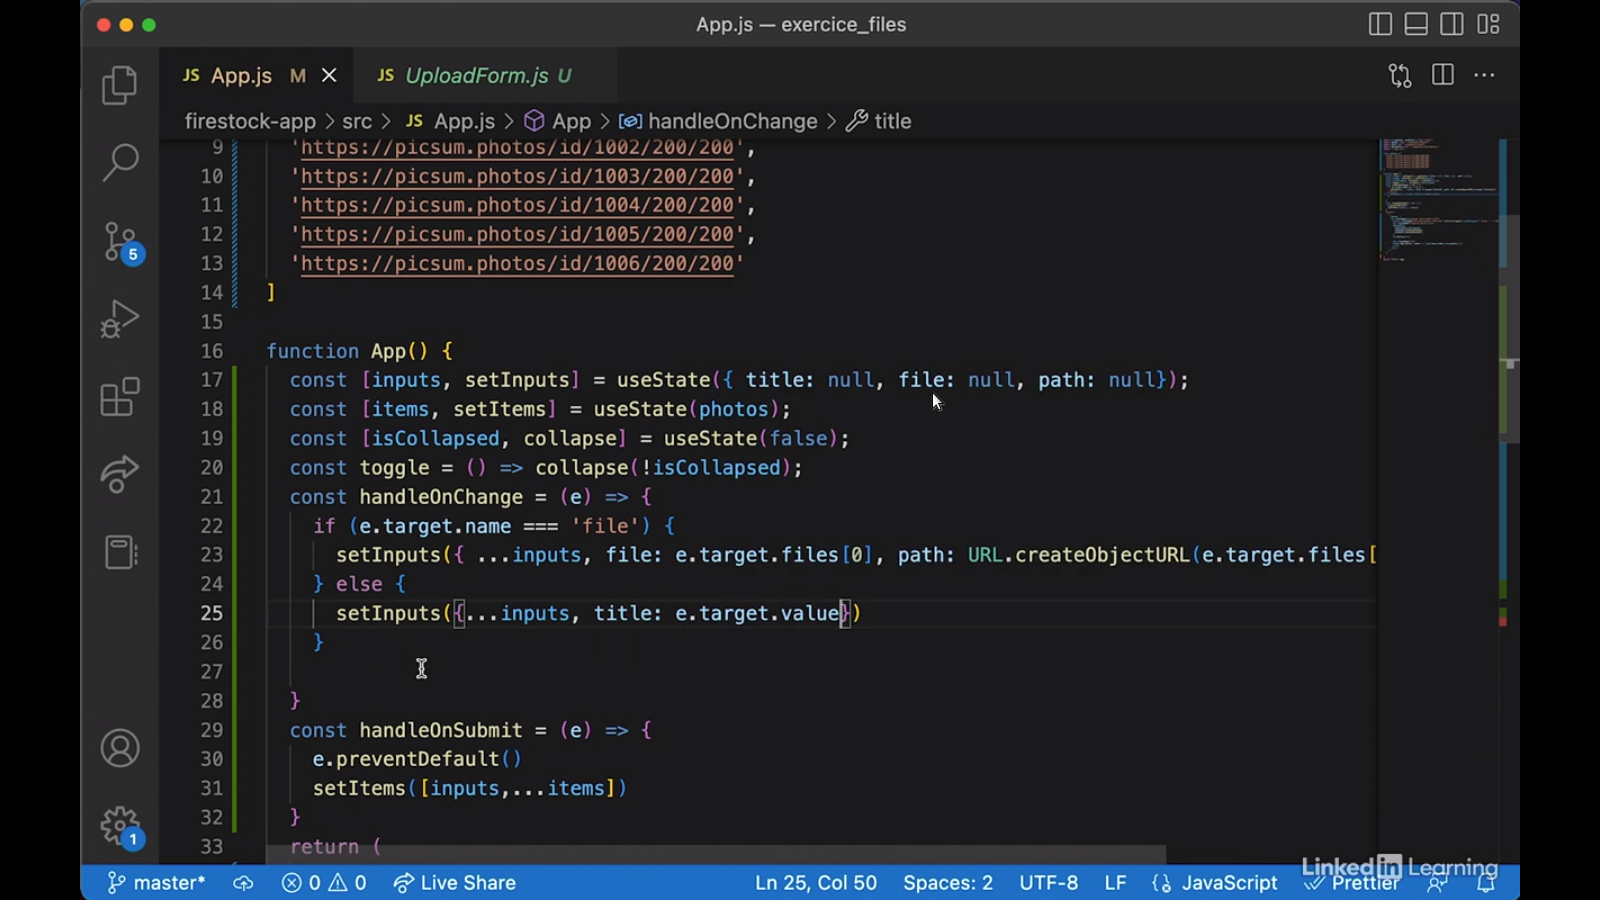 App.js — exercice_files
JS App.js M
JS UploadForm.js U
firestock-app > src > JS App.js > App > handleOnChange > title
9 'https://picsum.photos/id/1002/200/200',
10 'https://picsum.photos/id/1003/200/200',
11 'https://picsum.photos/id/1004/200/200',
12 'https://picsum.photos/id/1005/200/200',
13 'https://picsum.photos/id/1006/200/200'
14 ]
15
16 function App() {
17 const [inputs, setInputs] = useState({ title: null, file: null, path: null});
18 const [items, setItems] = useState(photos);
19 const [isCollapsed, collapse] = useState(false);
20 const toggle = () => collapse(!isCollapsed);
21 const handleOnChange = (e) => {
22 if (e.target.name === 'file') {
23 setInputs({ ...inputs, file: e.target.files[0], path: URL.createObjectURL(e.target.files[
24 } else {
25 setInputs({...inputs, title: e.target.value})
26 }
27
28 }
29 const handleOnSubmit = (e) => {
30 e.preventDefault()
31 setItems([inputs,...items])
32 }
33 return (
5
1
master* 0 0 Live Share Ln 25, Col 50 Spaces: 2 UTF-8 LF {} JavaScript Prettier
LinkedIn Learning